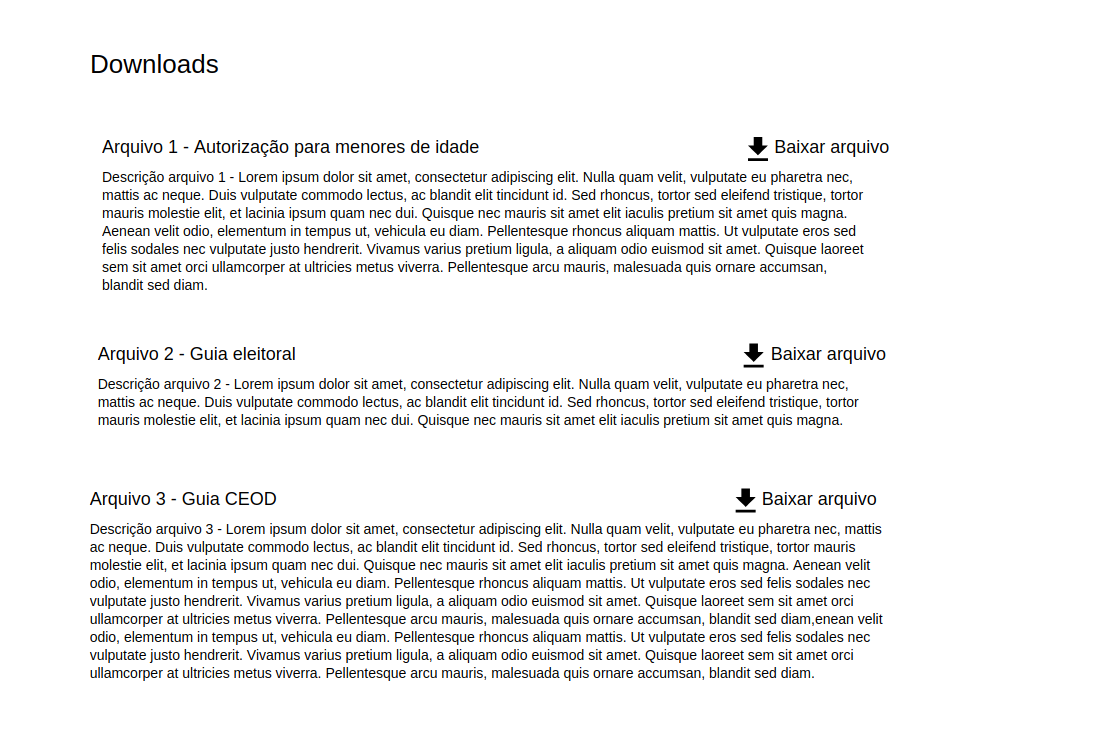 Downloads
Arquivo 1 - Autorização para menores de idade
Baixar arquivo
Descrição arquivo 1 - Lorem ipsum dolor sit amet, consectetur adipiscing elit. Nulla quam velit, vulputate eu pharetra nec,
mattis ac neque. Duis vulputate commodo lectus, ac blandit elit tincidunt id. Sed rhoncus, tortor sed eleifend tristique, tortor
mauris molestie elit, et lacinia ipsum quam nec dui. Quisque nec mauris sit amet elit iaculis pretium sit amet quis magna.
Aenean velit odio, elementum in tempus ut, vehicula eu diam. Pellentesque rhoncus aliquam mattis. Ut vulputate eros sed
felis sodales nec vulputate justo hendrerit. Vivamus varius pretium ligula, a aliquam odio euismod sit amet. Quisque laoreet
sem sit amet orci ullamcorper at ultricies metus viverra. Pellentesque arcu mauris, malesuada quis ornare accumsan,
blandit sed diam.
Arquivo 2 - Guia eleitoral
Baixar arquivo
Descrição arquivo 2 - Lorem ipsum dolor sit amet, consectetur adipiscing elit. Nulla quam velit, vulputate eu pharetra nec,
mattis ac neque. Duis vulputate commodo lectus, ac blandit elit tincidunt id. Sed rhoncus, tortor sed eleifend tristique, tortor
mauris molestie elit, et lacinia ipsum quam nec dui. Quisque nec mauris sit amet elit iaculis pretium sit amet quis magna.
Arquivo 3 - Guia CEOD
Baixar arquivo
Descrição arquivo 3 - Lorem ipsum dolor sit amet, consectetur adipiscing elit. Nulla quam velit, vulputate eu pharetra nec, mattis
ac neque. Duis vulputate commodo lectus, ac blandit elit tincidunt id. Sed rhoncus, tortor sed eleifend tristique, tortor mauris
molestie elit, et lacinia ipsum quam nec dui. Quisque nec mauris sit amet elit iaculis pretium sit amet quis magna. Aenean velit
odio, elementum in tempus ut, vehicula eu diam. Pellentesque rhoncus aliquam mattis. Ut vulputate eros sed felis sodales nec
vulputate justo hendrerit. Vivamus varius pretium ligula, a aliquam odio euismod sit amet. Quisque laoreet sem sit amet orci
ullamcorper at ultricies metus viverra. Pellentesque arcu mauris, malesuada quis ornare accumsan, blandit sed diam,enean velit
odio, elementum in tempus ut, vehicula eu diam. Pellentesque rhoncus aliquam mattis. Ut vulputate eros sed felis sodales nec
vulputate justo hendrerit. Vivamus varius pretium ligula, a aliquam odio euismod sit amet. Quisque laoreet sem sit amet orci
ullamcorper at ultricies metus viverra. Pellentesque arcu mauris, malesuada quis ornare accumsan, blandit sed diam.